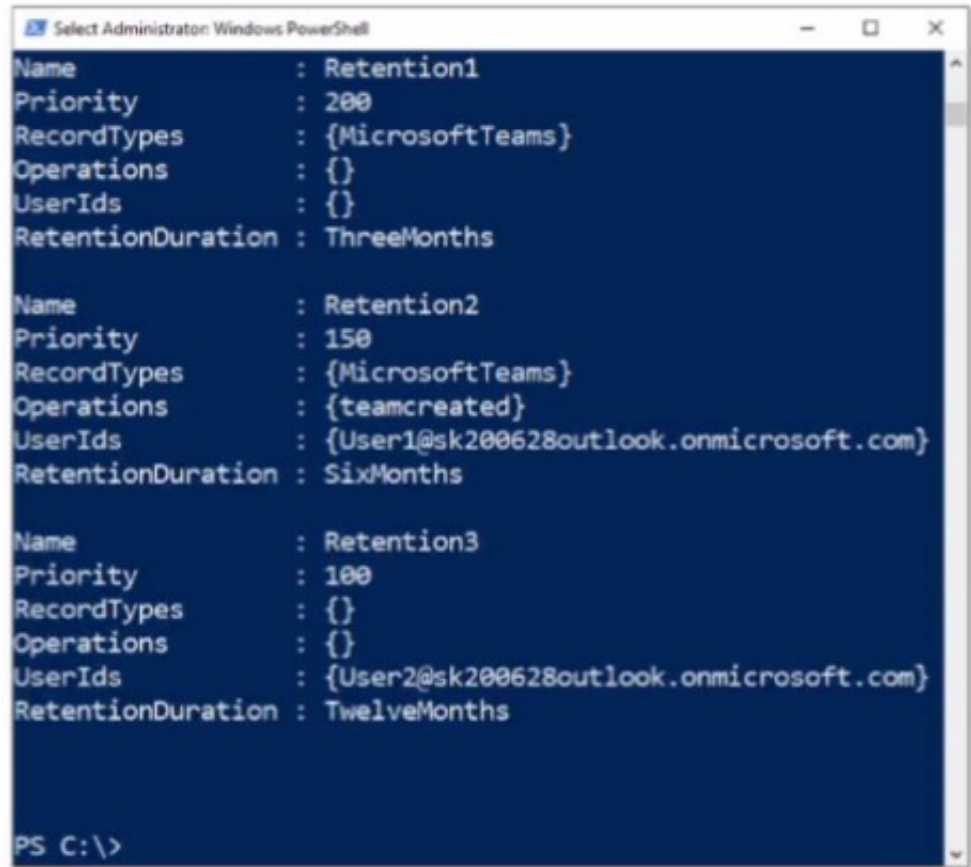 Select Administrator: Windows PowerShell
Name : Retention1
Priority : 200
RecordTypes : {MicrosoftTeams}
Operations : {}
UserIds : {}
RetentionDuration : ThreeMonths
Name : Retention2
Priority : 150
RecordTypes : {MicrosoftTeams}
Operations : {teamcreated}
UserIds : {User1@sk200628outlook.onmicrosoft.com}
RetentionDuration : SixMonths
Name : Retention3
Priority : 100
RecordTypes : {}
Operations : {}
UserIds : {User2@sk200628outlook.onmicrosoft.com}
RetentionDuration : TwelveMonths
PS C:\>